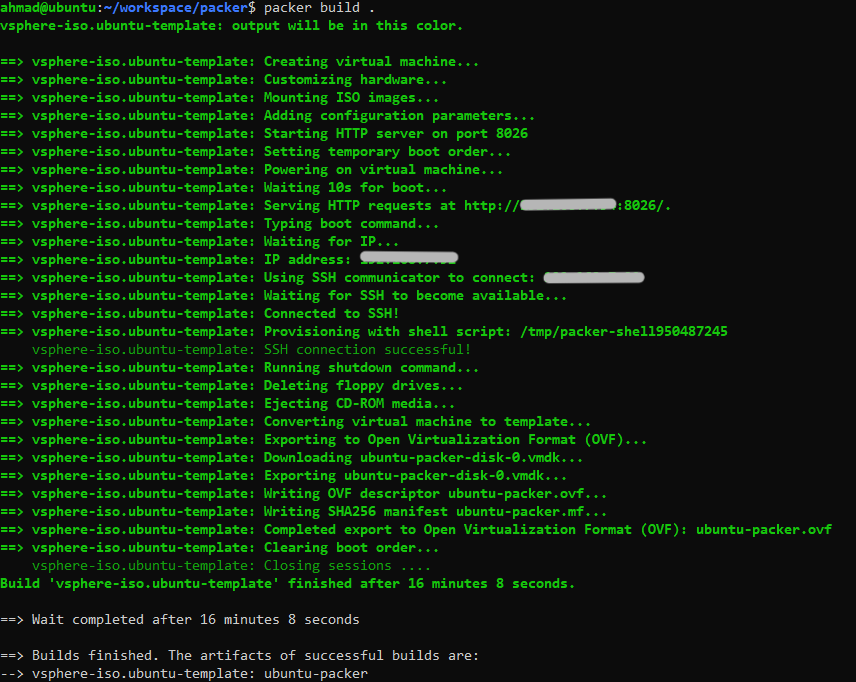 ahmad@ubuntu:~/workspace/packer$ packer build .
vsphere-iso.ubuntu-template: output will be in this color.
==> vsphere-iso.ubuntu-template: Creating virtual machine...
==> vsphere-iso.ubuntu-template: Customizing hardware...
==> vsphere-iso.ubuntu-template: Mounting ISO images...
==> vsphere-iso.ubuntu-template: Adding configuration parameters...
==> vsphere-iso.ubuntu-template: Starting HTTP server on port 8026
==> vsphere-iso.ubuntu-template: Setting temporary boot order...
==> vsphere-iso.ubuntu-template: Powering on virtual machine...
==> vsphere-iso.ubuntu-template: Waiting 10s for boot...
==> vsphere-iso.ubuntu-template: Serving HTTP requests at http:// :8026/.
==> vsphere-iso.ubuntu-template: Typing boot command...
==> vsphere-iso.ubuntu-template: Waiting for IP...
==> vsphere-iso.ubuntu-template: IP address:
==> vsphere-iso.ubuntu-template: Using SSH communicator to connect:
==> vsphere-iso.ubuntu-template: Waiting for SSH to become available...
==> vsphere-iso.ubuntu-template: Connected to SSH!
==> vsphere-iso.ubuntu-template: Provisioning with shell script: /tmp/packer-shell950487245
vsphere-iso.ubuntu-template: SSH connection successful!
==> vsphere-iso.ubuntu-template: Running shutdown command...
==> vsphere-iso.ubuntu-template: Deleting floppy drives...
==> vsphere-iso.ubuntu-template: Ejecting CD-ROM media...
==> vsphere-iso.ubuntu-template: Converting virtual machine to template...
==> vsphere-iso.ubuntu-template: Exporting to Open Virtualization Format (OVF)...
==> vsphere-iso.ubuntu-template: Downloading ubuntu-packer-disk-0.vmdk...
==> vsphere-iso.ubuntu-template: Exporting ubuntu-packer-disk-0.vmdk...
==> vsphere-iso.ubuntu-template: Writing OVF descriptor ubuntu-packer.ovf...
==> vsphere-iso.ubuntu-template: Writing SHA256 manifest ubuntu-packer.mf...
==> vsphere-iso.ubuntu-template: Completed export to Open Virtualization Format (OVF): ubuntu-packer.ovf
==> vsphere-iso.ubuntu-template: Clearing boot order...
vsphere-iso.ubuntu-template: Closing sessions ....
Build 'vsphere-iso.ubuntu-template' finished after 16 minutes 8 seconds.
==> Wait completed after 16 minutes 8 seconds
==> Builds finished. The artifacts of successful builds are:
--> vsphere-iso.ubuntu-template: ubuntu-packer